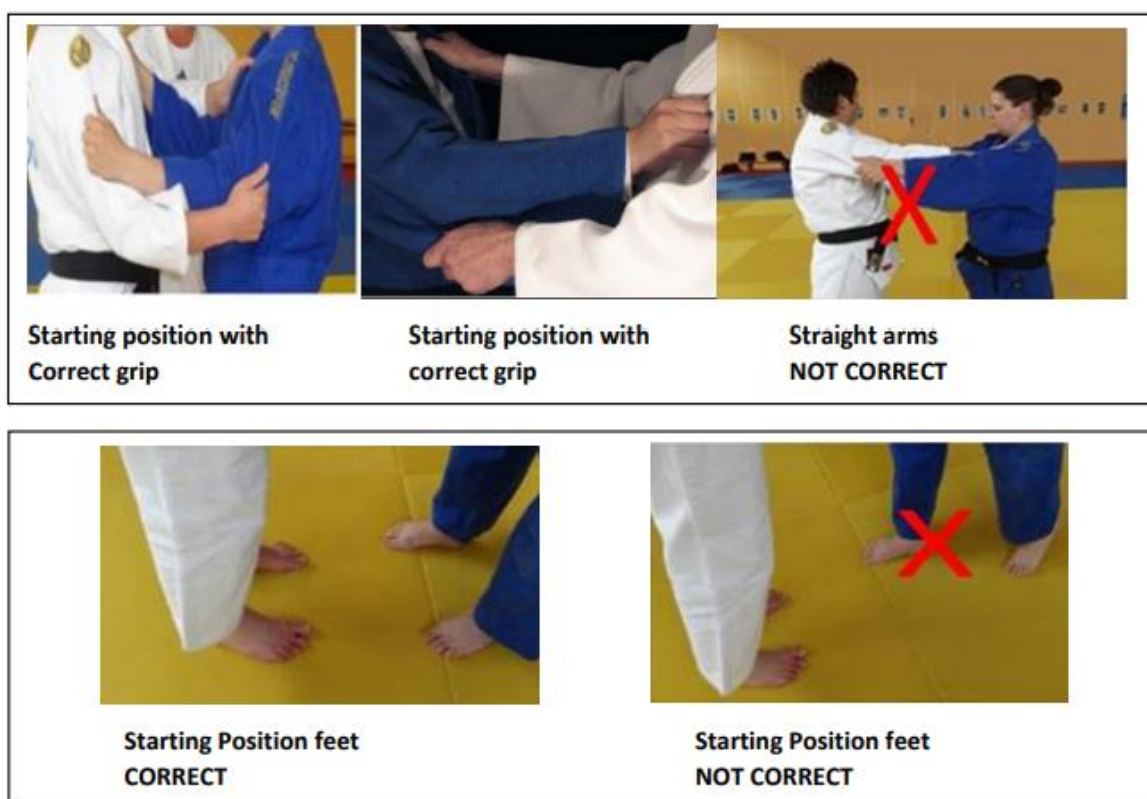 Starting position with
Correct grip
Starting position with
correct grip
Straight arms
NOT CORRECT
Starting Position feet
CORRECT
Starting Position feet
NOT CORRECT